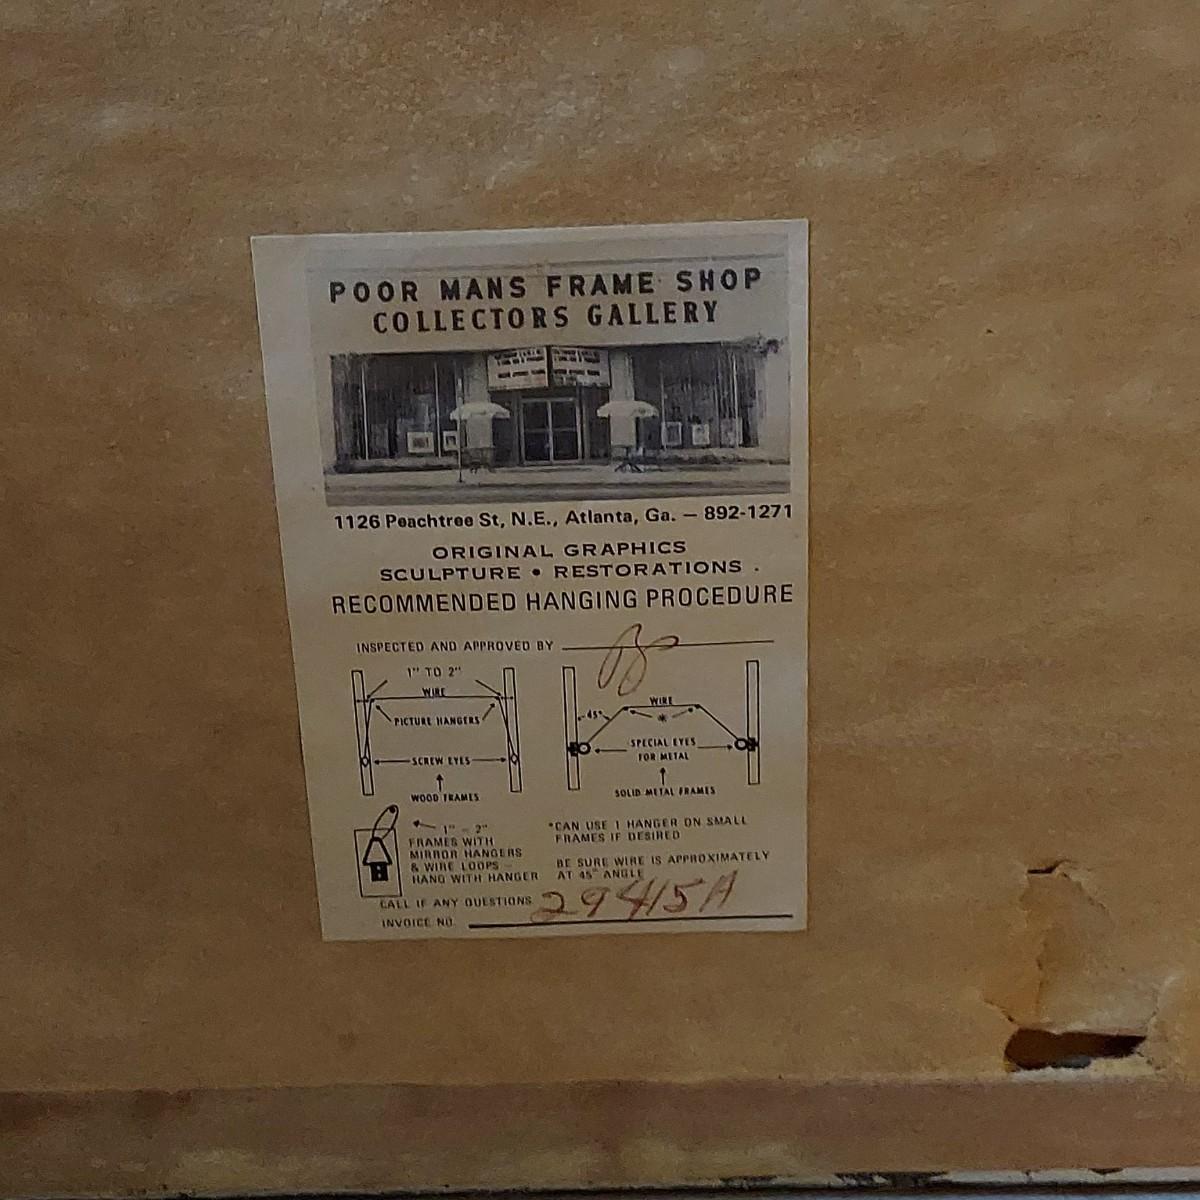 POOR MANS FRAME SHOP
COLLECTORS GALLERY
1126 Peachtree St, N.E., Atlanta, Ga. — 892-1271
ORIGINAL GRAPHICS
SCULPTURE • RESTORATIONS .
RECOMMENDED HANGING PROCEDURE
INSPECTED AND APPROVED BY
1" TO 2"
WIRE
PICTURE HANGERS
SCREW EYES
WOOD FRAMES
WIRE
45°
*
SPECIAL EYES
FOR METAL
SOLID METAL FRAMES
1" - 2"
FRAMES WITH
MIRROR HANGERS
& WIRE LOOPS -
HANG WITH HANGER
*CAN USE 1 HANGER ON SMALL
FRAMES IF DESIRED
BE SURE WIRE IS APPROXIMATELY
AT 45° ANGLE
CALL IF ANY QUESTIONS
INVOICE NO. 29415A